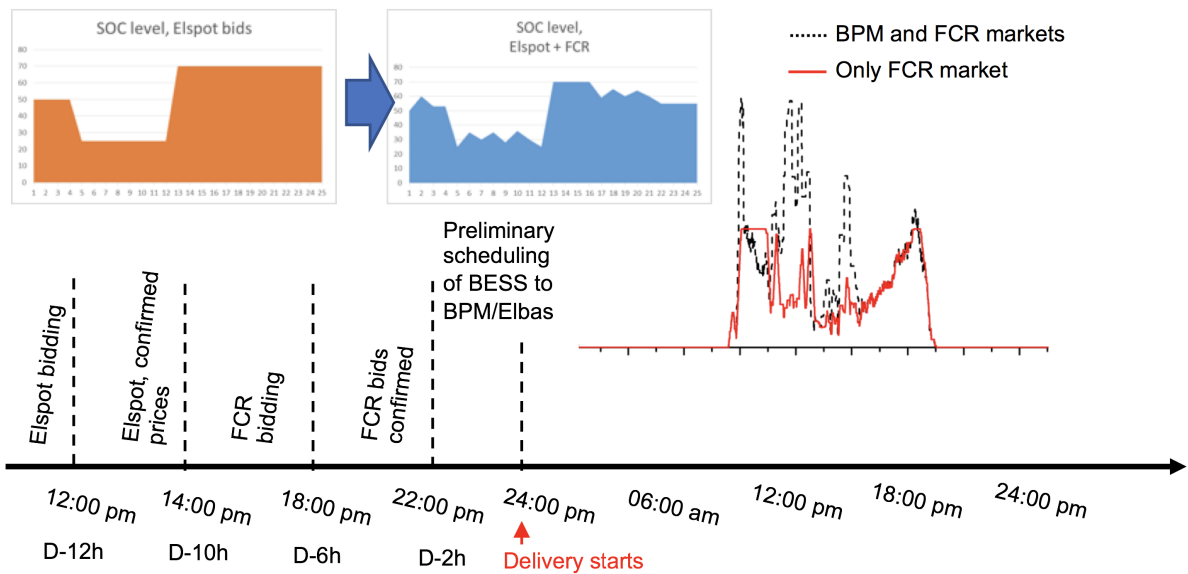 SOC level, Elspot bids
80
70
60
50
40
30
20
10
0
1 2 3 4 5 6 7 8 9 10 11 12 13 14 15 16 17 18 19 20 21 22 23 24 25
SOC level,
Elspot + FCR
80
70
60
50
40
30
20
10
0
1 2 3 4 5 6 7 8 9 10 11 12 13 14 15 16 17 18 19 20 21 22 23 24 25
BPM and FCR markets
Only FCR market
Elspot bidding
Elspot, confirmed
prices
FCR
bidding
FCR bids
confirmed
Preliminary
scheduling
of BESS to
BPM/Elbas
12:00 pm
14:00 pm
18:00 pm
22:00 pm
24:00 pm
06:00 am
12:00 pm
18:00 pm
24:00 pm
D-12h
D-10h
D-6h
D-2h
Delivery starts